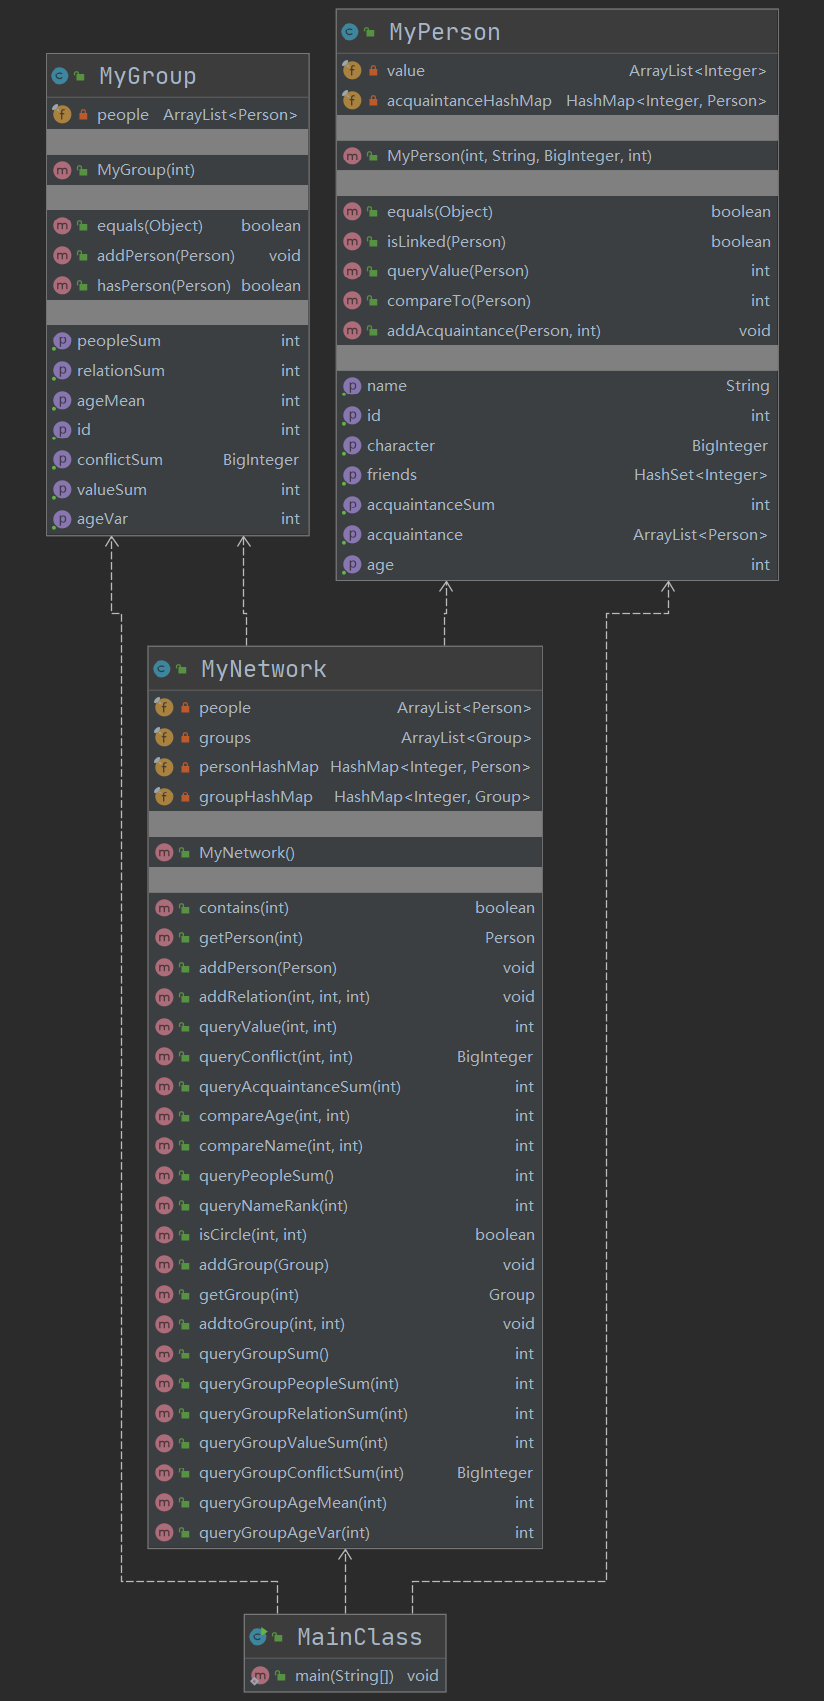 MyGroup
people ArrayList<Person>
MyGroup(int)
equals(Object) boolean
addPerson(Person) void
hasPerson(Person) boolean
peopleSum int
relationSum int
ageMean int
id int
conflictSum BigInteger
valueSum int
ageVar int
MyPerson
value ArrayList<Integer>
acquaintanceHashMap HashMap<Integer, Person>
MyPerson(int, String, BigInteger, int)
equals(Object) boolean
isLinked(Person) boolean
queryValue(Person) int
compareTo(Person) int
addAcquaintance(Person, int) void
name String
id int
character BigInteger
friends HashSet<Integer>
acquaintanceSum int
acquaintance ArrayList<Person>
age int
MyNetwork
people ArrayList<Person>
groups ArrayList<Group>
personHashMap HashMap<Integer, Person>
groupHashMap HashMap<Integer, Group>
MyNetwork()
contains(int) boolean
getPerson(int) Person
addPerson(Person) void
addRelation(int, int, int) void
queryValue(int, int) int
queryConflict(int, int) BigInteger
queryAcquaintanceSum(int) int
compareAge(int, int) int
compareName(int, int) int
queryPeopleSum() int
queryNameRank(int) int
isCircle(int, int) boolean
addGroup(Group) void
getGroup(int) Group
addtoGroup(int, int) void
queryGroupSum() int
queryGroupPeopleSum(int) int
queryGroupRelationSum(int) int
queryGroupValueSum(int) int
queryGroupConflictSum(int) BigInteger
queryGroupAgeMean(int) int
queryGroupAgeVar(int) int
MainClass
main(String[]) void